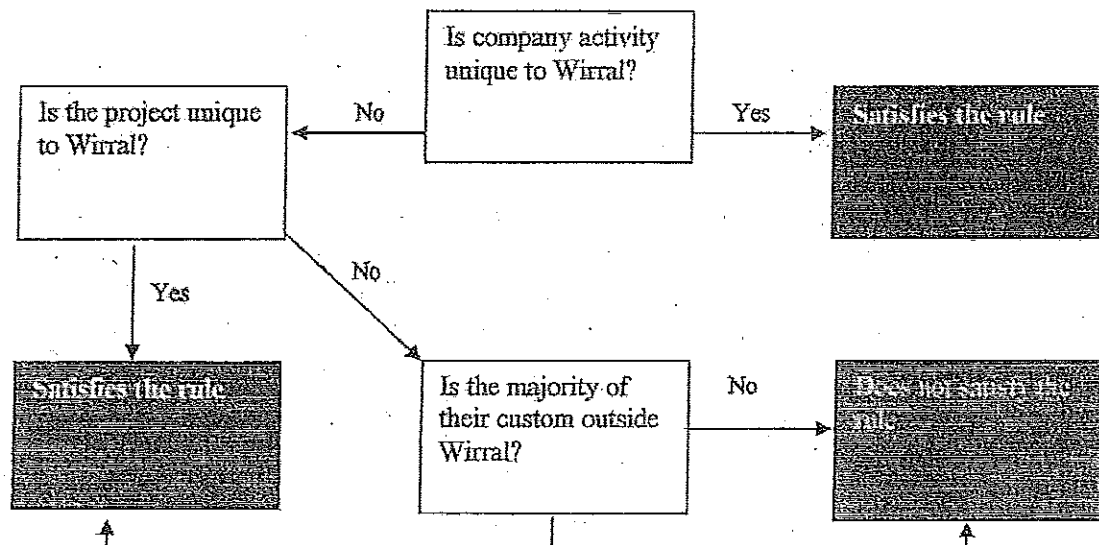 Is company activity
unique to Wirral?
Is the project unique
to Wirral?
No
Yes
Satisfies the rule
No
Yes
Satisfies the rule
Is the majority of
their custom outside
Wirral?
No
Does not satisfy the
rule